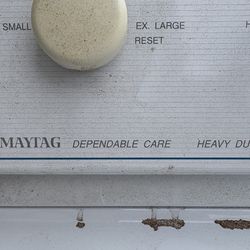 SMALL EX. LARGE
RESET
MAYTAG DEPENDABLE CARE HEAVY DU